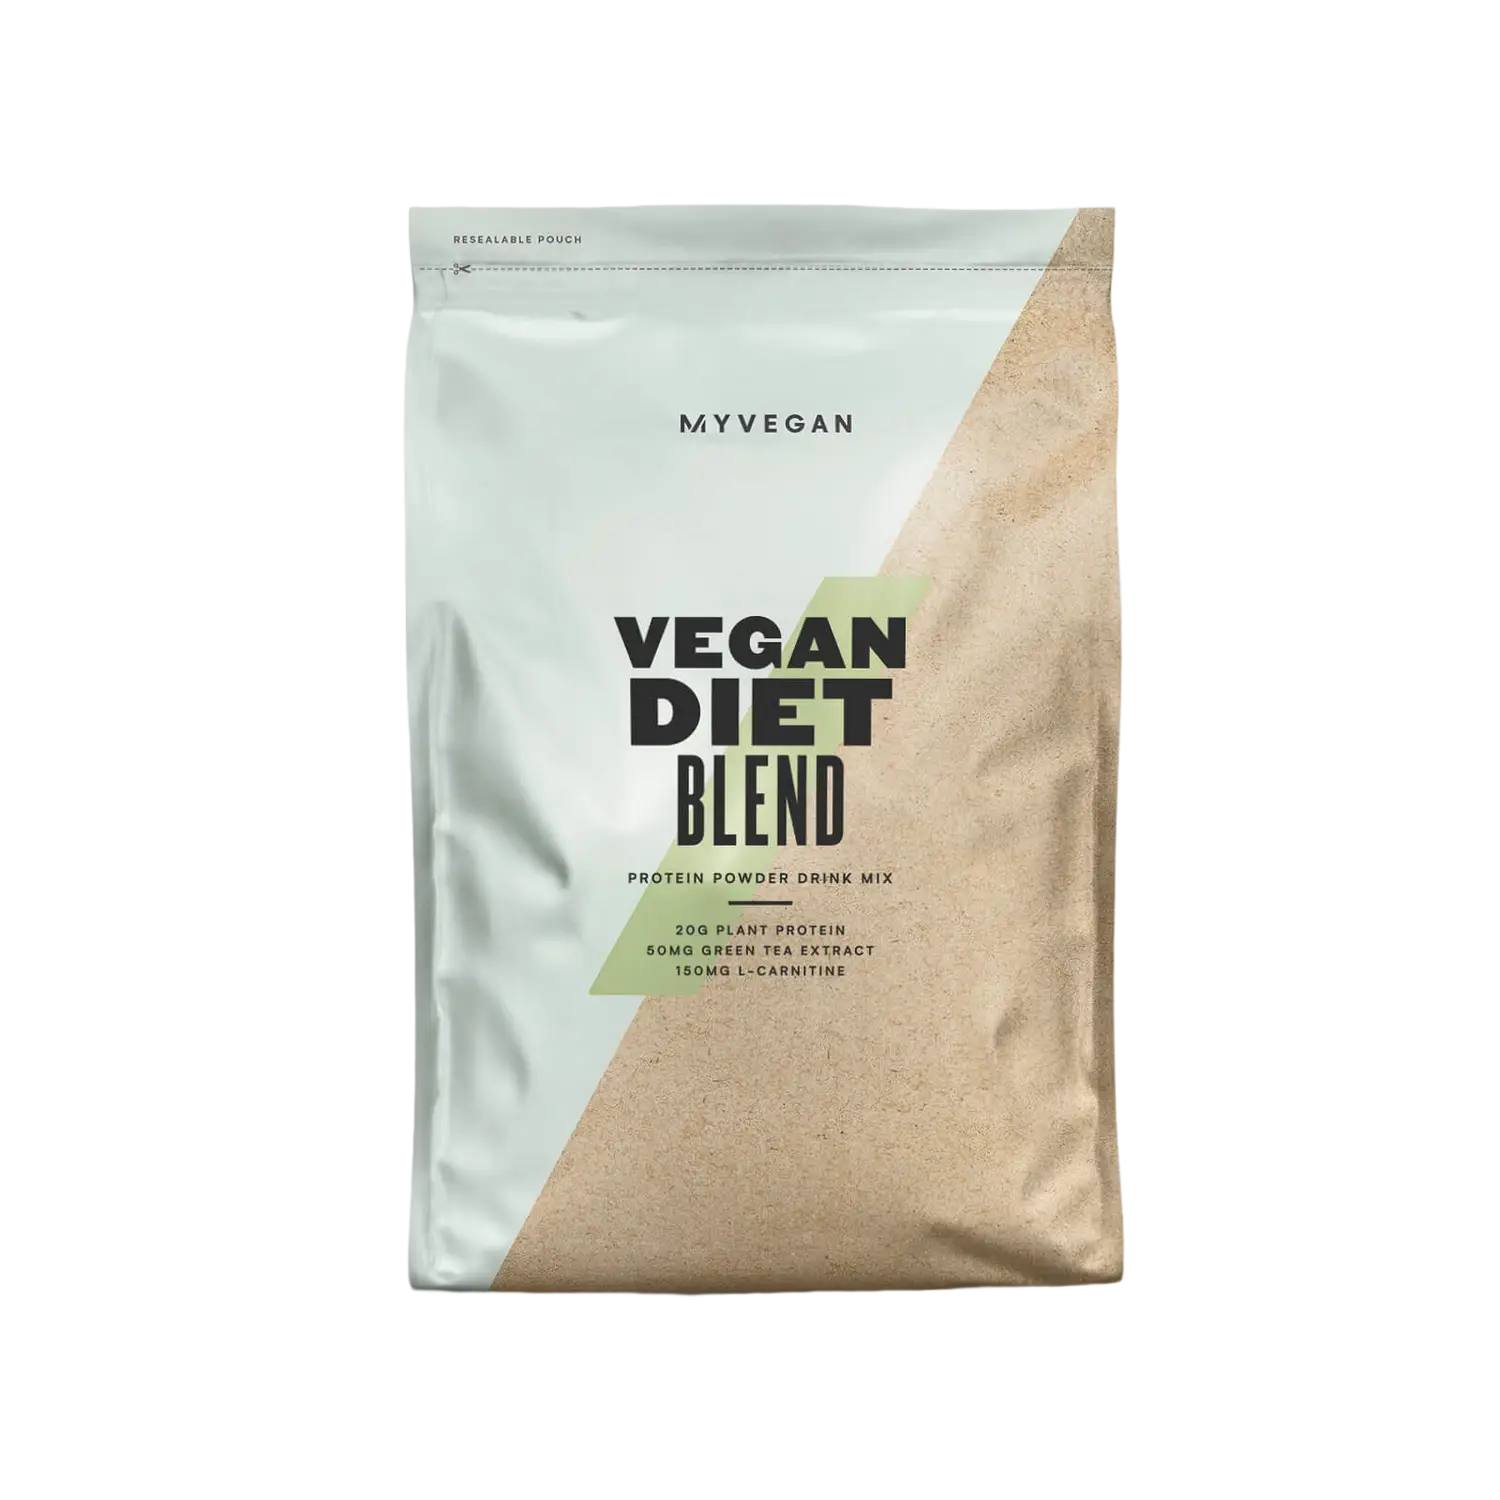 RESEALABLE POUCH
MYVEGAN
VEGAN
DIET
BLEND
PROTEIN POWDER DRINK MIX
20G PLANT PROTEIN
50MG GREEN TEA EXTRACT
150MG L-CARNITINE